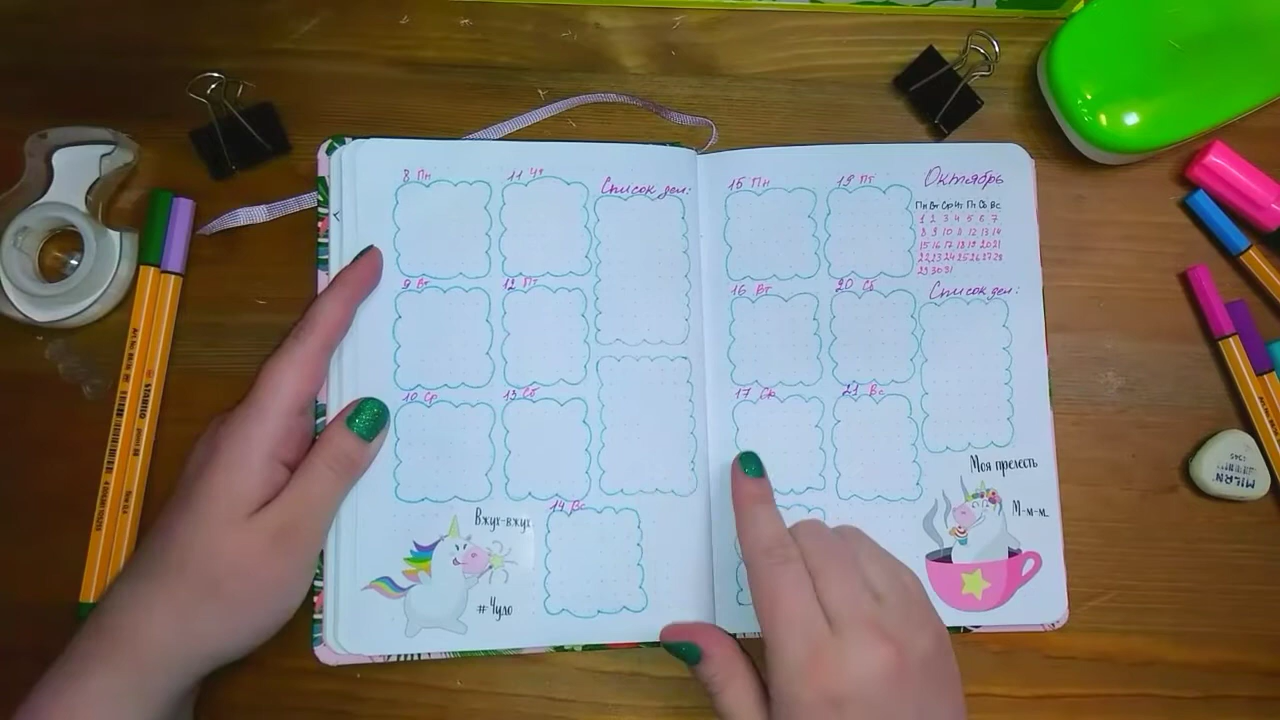 8 Пн
11 Чт
Список дел:
9 Вт
12 Пт
10 Ср
13 Сб
14 Вс
Вжух-вжух
#Чудо
15 Пн
19 Пт
Октябрь
Пн Вт Ср Чт Пт Сб Вс
1 2 3 4 5 6 7
8 9 10 11 12 13 14
15 16 17 18 19 20 21
22 23 24 25 26 27 28
29 30 31
16 Вт
20 Сб
Список дел:
17 Ср
21 Вс
Моя прелесть
М-м-м...
STABILO
MILAN